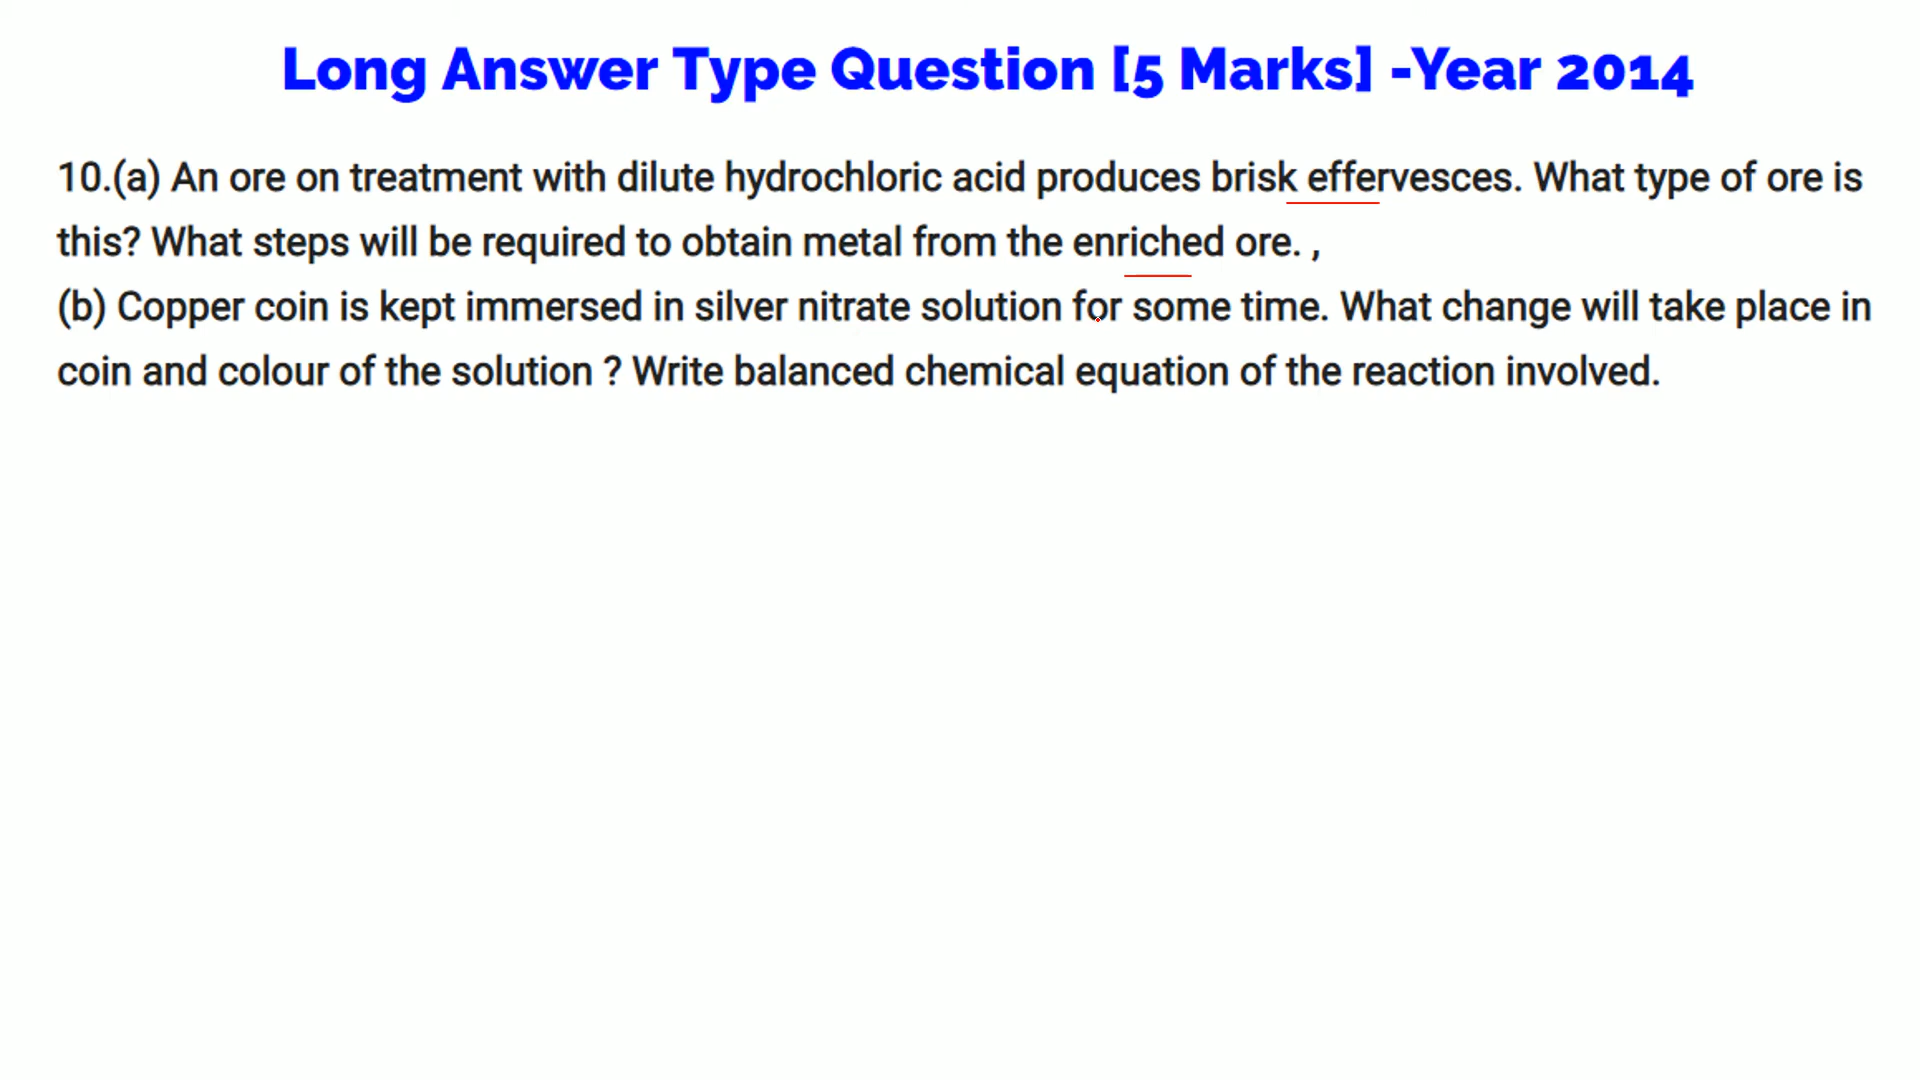 Long Answer Type Question [5 Marks] -Year 2014
10.(a) An ore on treatment with dilute hydrochloric acid produces brisk effervesces. What type of ore is
this? What steps will be required to obtain metal from the enriched ore. ,
(b) Copper coin is kept immersed in silver nitrate solution for some time. What change will take place in
coin and colour of the solution ? Write balanced chemical equation of the reaction involved.